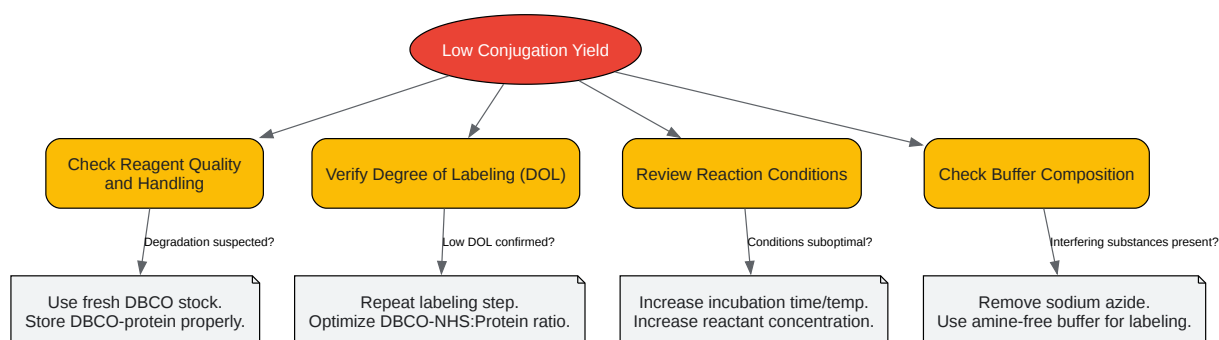 Low Conjugation Yield
Check Reagent Quality
and Handling
Verify Degree of Labeling (DOL)
Review Reaction Conditions
Check Buffer Composition
Degradation suspected?
Low DOL confirmed?
Conditions suboptimal?
Interfering substances present?
Use fresh DBCO stock.
Store DBCO-protein properly.
Repeat labeling step.
Optimize DBCO-NHS:Protein ratio.
Increase incubation time/temp.
Increase reactant concentration.
Remove sodium azide.
Use amine-free buffer for labeling.